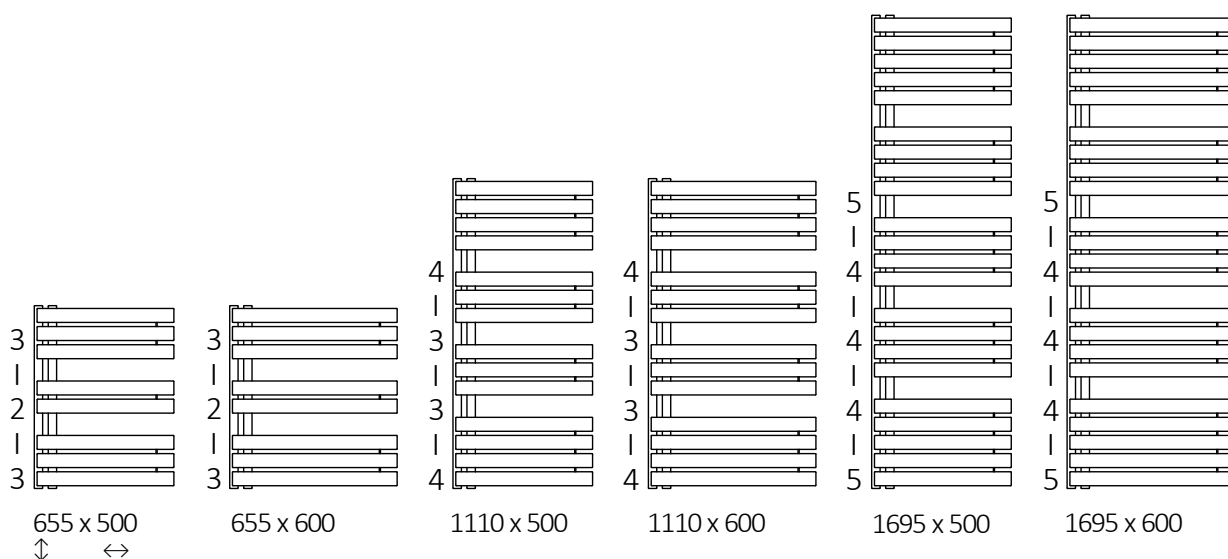 3 | 2 | 3
655 x 500
↕ ↔
3 | 2 | 3
655 x 600
4 | 3 | 3 | 4
1110 x 500
4 | 3 | 3 | 4
1110 x 600
5 | 4 | 4 | 4 | 5
1695 x 500
5 | 4 | 4 | 4 | 5
1695 x 600